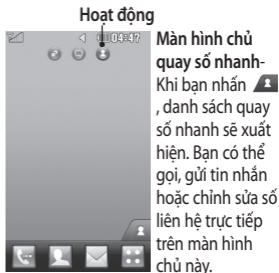 Hoạt động
04:47
Màn hình chủ
quay số nhanh-
Khi bạn nhấn
, danh sách quay
số nhanh sẽ xuất
hiện. Bạn có thể
gọi, gửi tin nhắn
hoặc chỉnh sửa số
liên hệ trực tiếp
trên màn hình
chủ này.